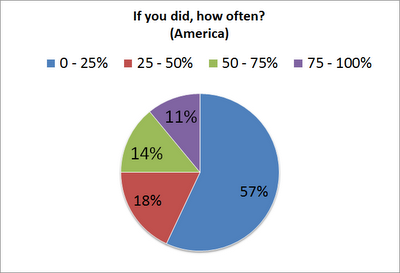 If you did, how often?
(America)
0 - 25% 25 - 50% 50 - 75% 75 - 100%
11%
14%
57%
18%